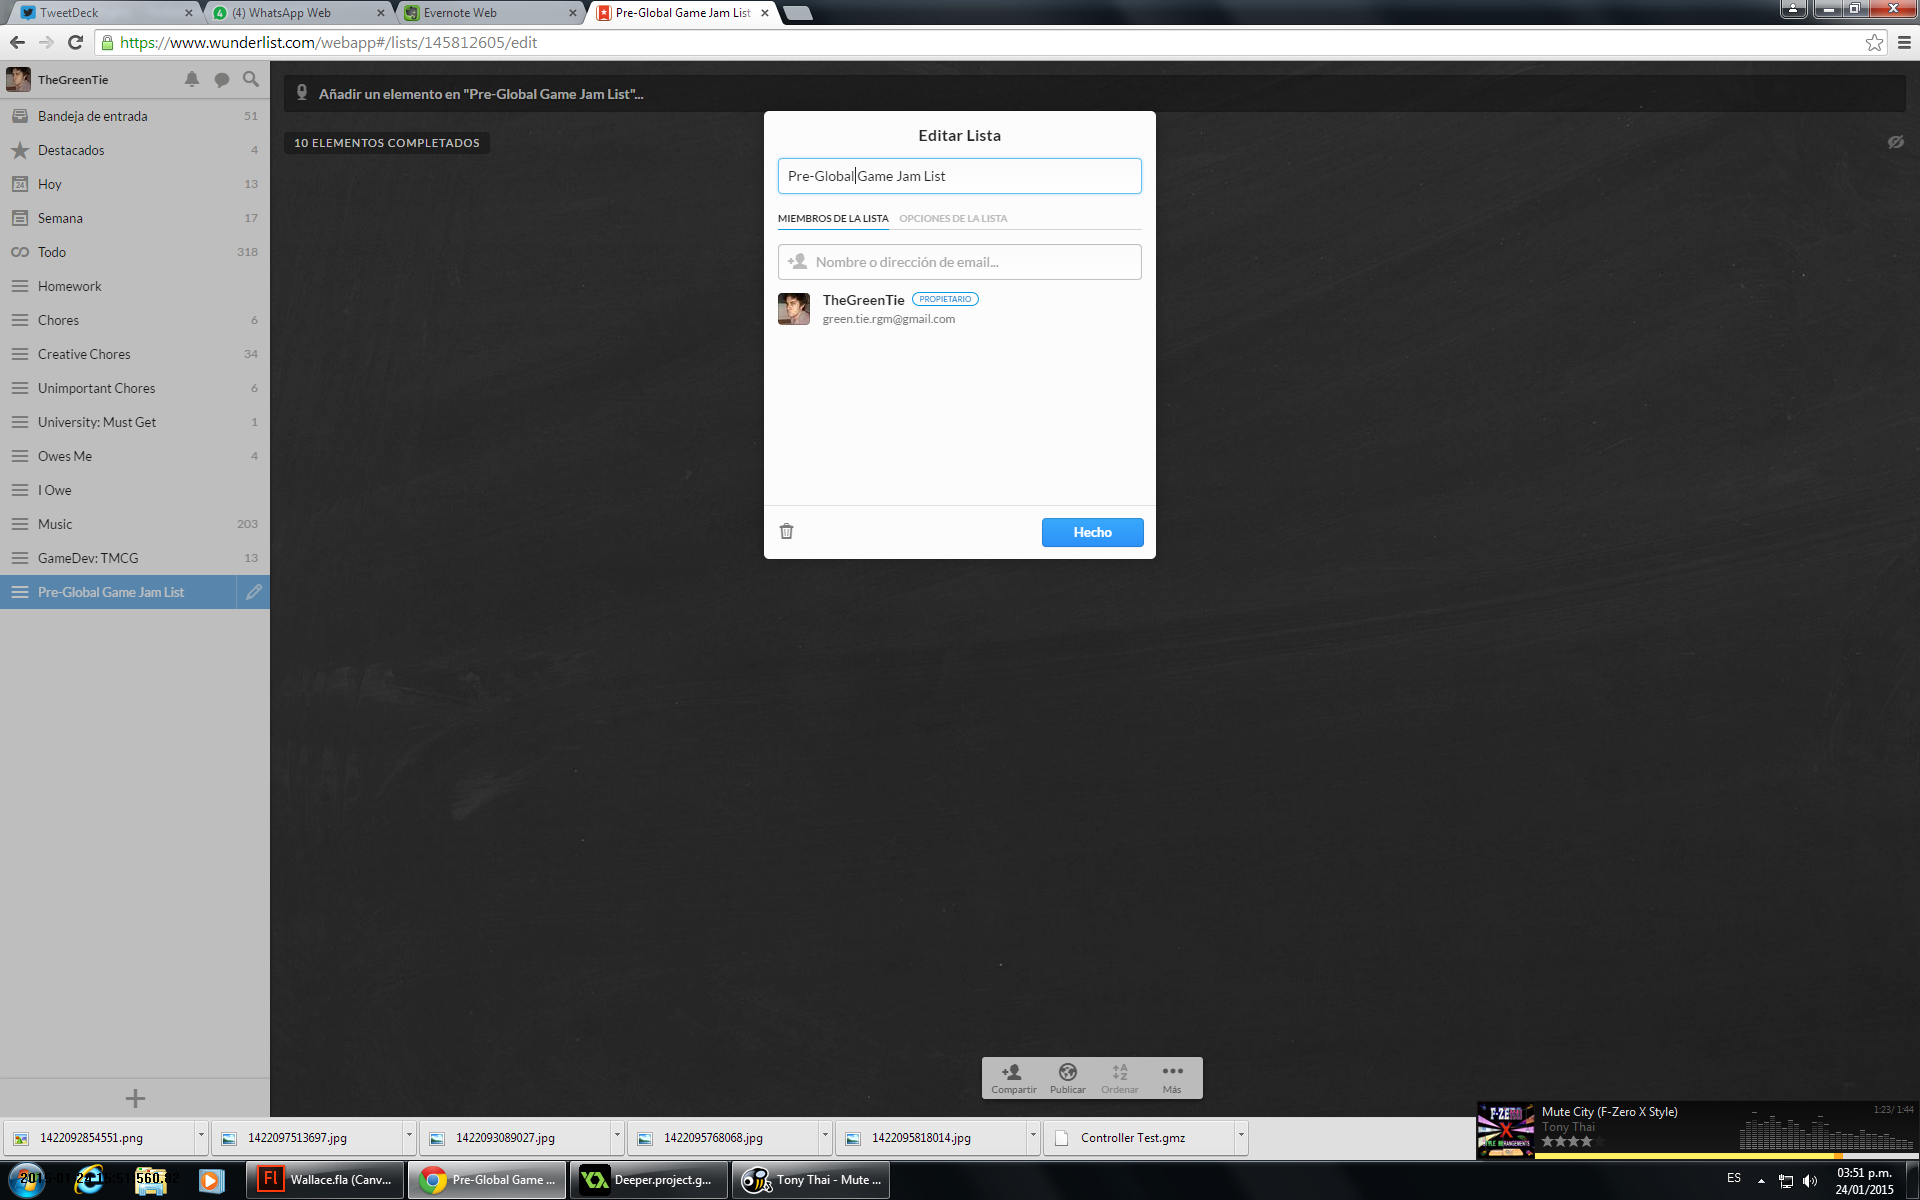 TweetDeck
(4) WhatsApp Web
Evernote Web
Pre-Global Game Jam List
https://www.wunderlist.com/webapp#/lists/145812605/edit
TheGreenTie
Bandeja de entrada 51
Destacados 4
24 Hoy 13
Semana 17
Todo 318
Homework
Chores 6
Creative Chores 34
Unimportant Chores 6
University: Must Get 1
Owes Me 4
I Owe
Music 203
GameDev: TMCG 13
Pre-Global Game Jam List
Añadir un elemento en "Pre-Global Game Jam List"...
10 ELEMENTOS COMPLETADOS
Editar Lista
Pre-Global Game Jam List
MIEMBROS DE LA LISTA OPCIONES DE LA LISTA
Nombre o dirección de email...
TheGreenTie PROPIETARIO
green.tie.rgm@gmail.com
Hecho
Compartir Publicar Ordenar Más
1422092854551.png
1422097513697.jpg
1422093089027.jpg
1422095768068.jpg
1422095818014.jpg
Controller Test.gmz
F-ZERO
X
Mute City (F-Zero X Style) 1:23/ 1:44
Tony Thai
Wallace.fla (Canv...
Pre-Global Game ...
Deeper.project.g...
Tony Thai - Mute ...
ES
03:51 p.m.
24/01/2015